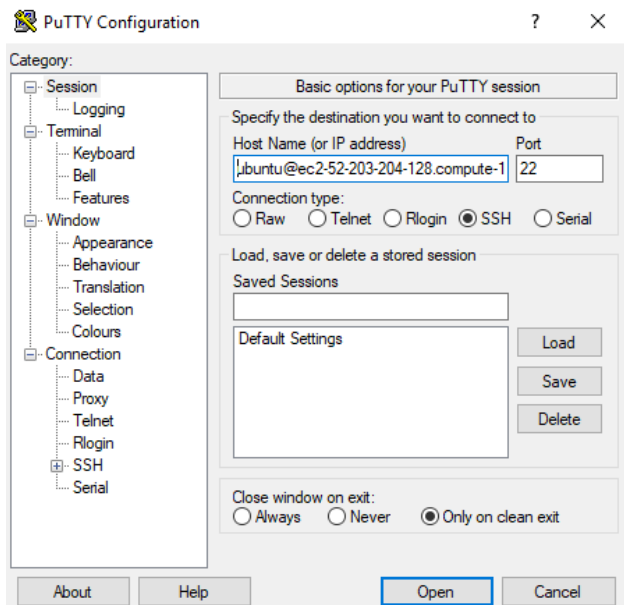 PuTTY Configuration ? ×
Category:
Session
Logging
Terminal
Keyboard
Bell
Features
Window
Appearance
Behaviour
Translation
Selection
Colours
Connection
Data
Proxy
Telnet
Rlogin
SSH
Serial
Basic options for your PuTTY session
Specify the destination you want to connect to
Host Name (or IP address) Port
ubuntu@ec2-52-203-204-128.compute-1 22
Connection type:
Raw Telnet Rlogin SSH Serial
Load, save or delete a stored session
Saved Sessions
Default Settings
Load
Save
Delete
Close window on exit:
Always Never Only on clean exit
About Help Open Cancel